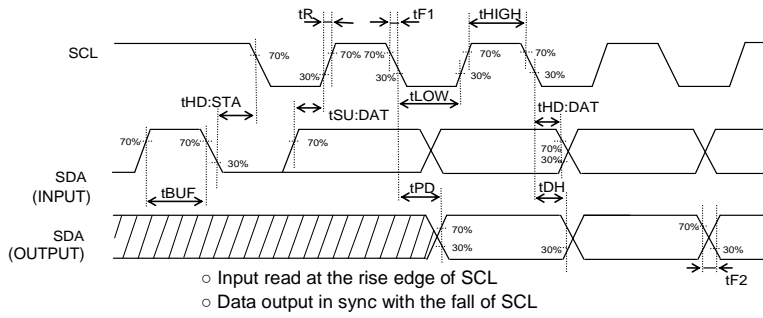 tR tF1 tHIGH
SCL 70% 70% 70% 70% 70%
30% 30% 30% 30%
tHD:STA tLOW
tSU:DAT tHD:DAT
70% 70% 70% 70%
30% 30%
SDA
(INPUT)
tBUF tPD tDH
SDA
(OUTPUT)
70% 70%
30% 30% 30%
tF2
○ Input read at the rise edge of SCL
○ Data output in sync with the fall of SCL